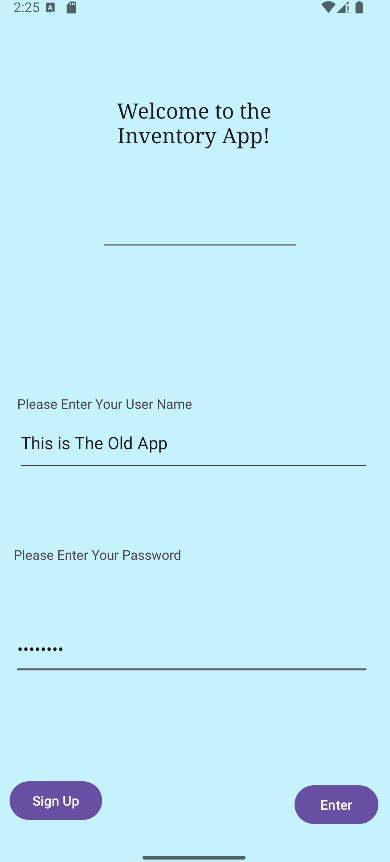 2:25
Welcome to the
Inventory App!
Please Enter Your User Name
This is The Old App
Please Enter Your Password
••••••••
Sign Up
Enter